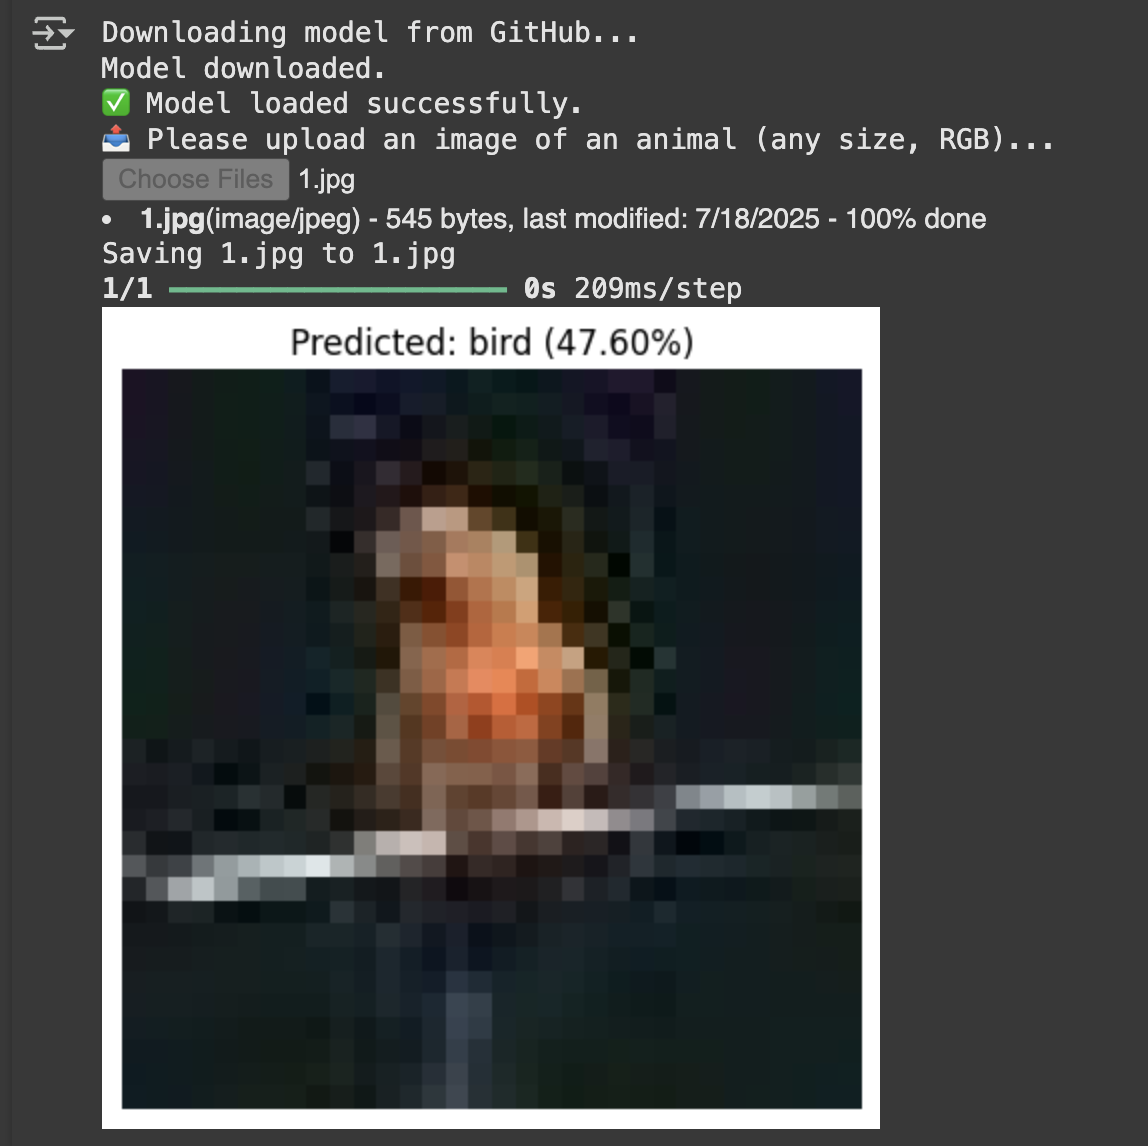 Downloading model from GitHub...
Model downloaded.
✅ Model loaded successfully.
📤 Please upload an image of an animal (any size, RGB)...
Choose Files 1.jpg
• 1.jpg(image/jpeg) - 545 bytes, last modified: 7/18/2025 - 100% done
Saving 1.jpg to 1.jpg
1/1 ━━━━━━━━━━━━━━━━━━━━ 0s 209ms/step
Predicted: bird (47.60%)